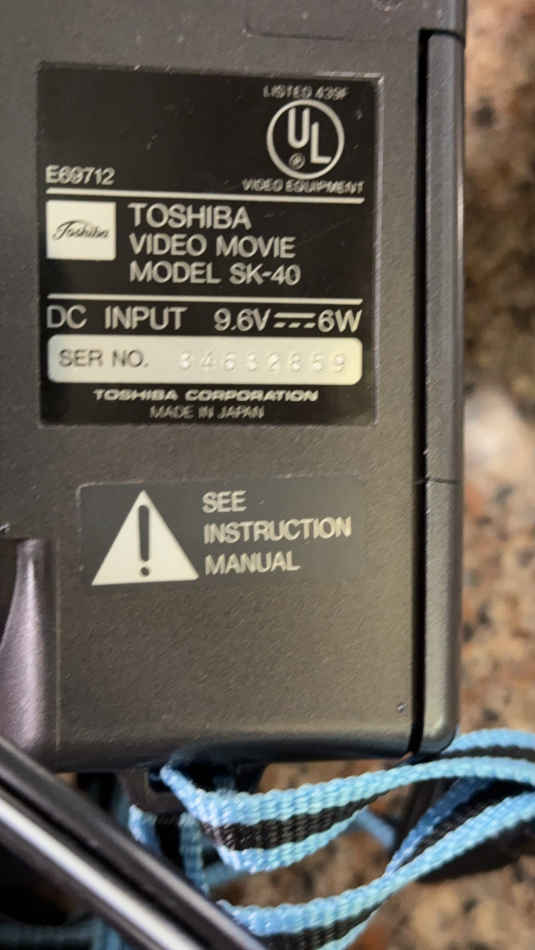 LISTED 439F
UL
®
E69712
VIDEO EQUIPMENT
Toshiba
TOSHIBA
VIDEO MOVIE
MODEL SK-40
DC INPUT 9.6V⎓6W
SER NO. 34632859
TOSHIBA CORPORATION
MADE IN JAPAN
!
SEE
INSTRUCTION
MANUAL